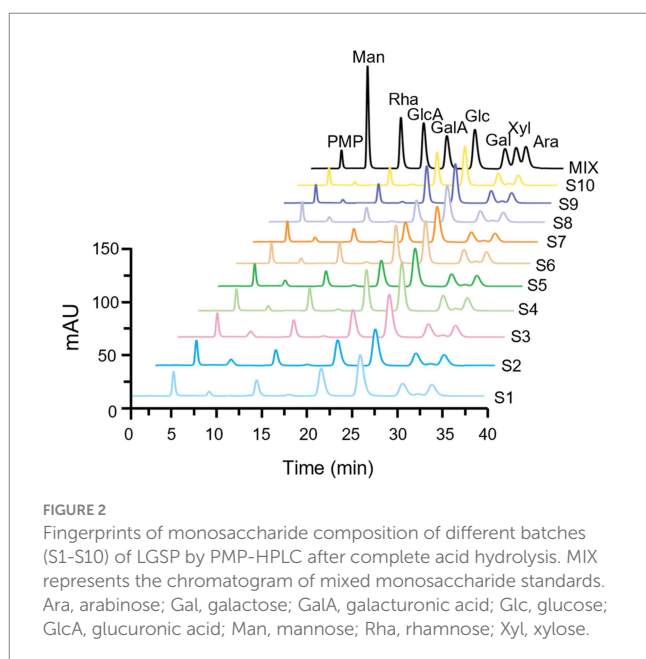 Man
Rha
GlcA
Glc
PMP
GalA
Xyl
Gal
Ara
MIX
S10
S9
S8
S7
150
S6
S5
100
S4
mAU
S3
50
S2
S1
0
0 5 10 15 20 25 30 35 40
Time (min)
FIGURE 2
Fingerprints of monosaccharide composition of different batches
(S1-S10) of LGSP by PMP-HPLC after complete acid hydrolysis. MIX
represents the chromatogram of mixed monosaccharide standards.
Ara, arabinose; Gal, galactose; GalA, galacturonic acid; Glc, glucose;
GlcA, glucuronic acid; Man, mannose; Rha, rhamnose; Xyl, xylose.